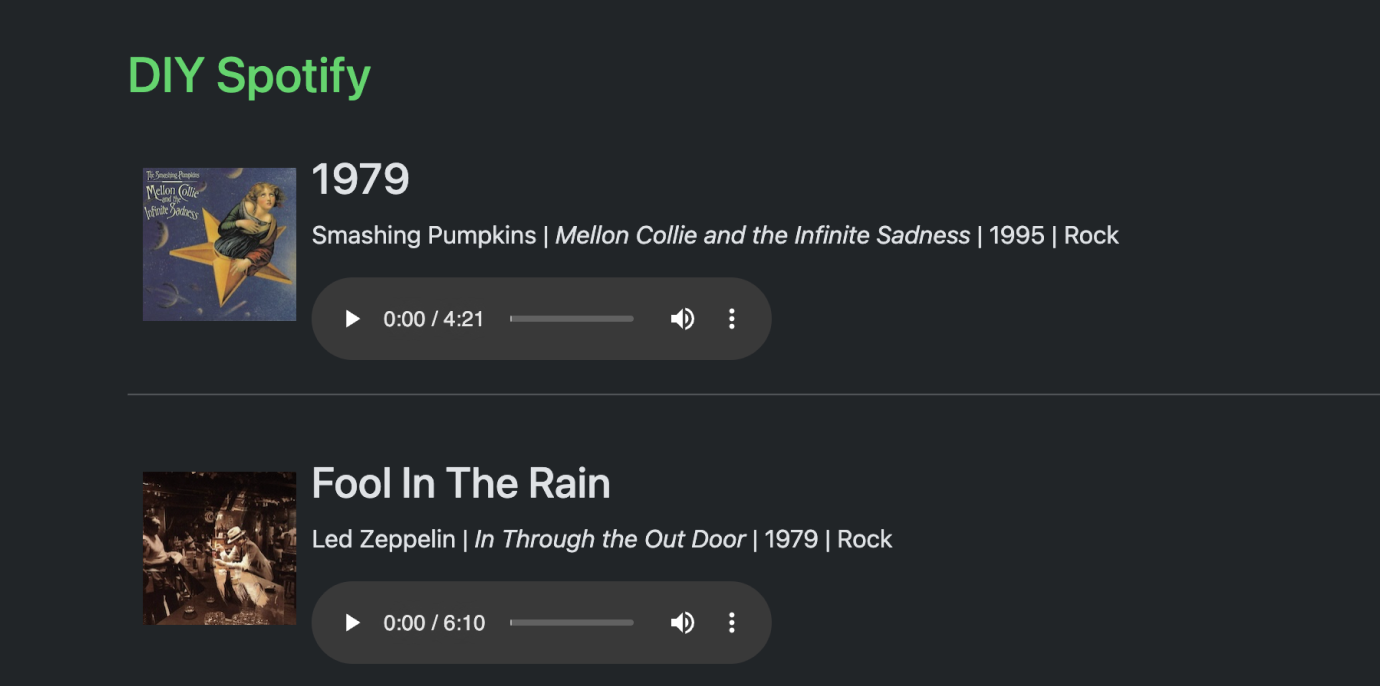 DIY Spotify
The Smashing Pumpkins
Mellon Collie
and the
Infinite Sadness
1979
Smashing Pumpkins | Mellon Collie and the Infinite Sadness | 1995 | Rock
0:00 / 4:21
Fool In The Rain
Led Zeppelin | In Through the Out Door | 1979 | Rock
0:00 / 6:10